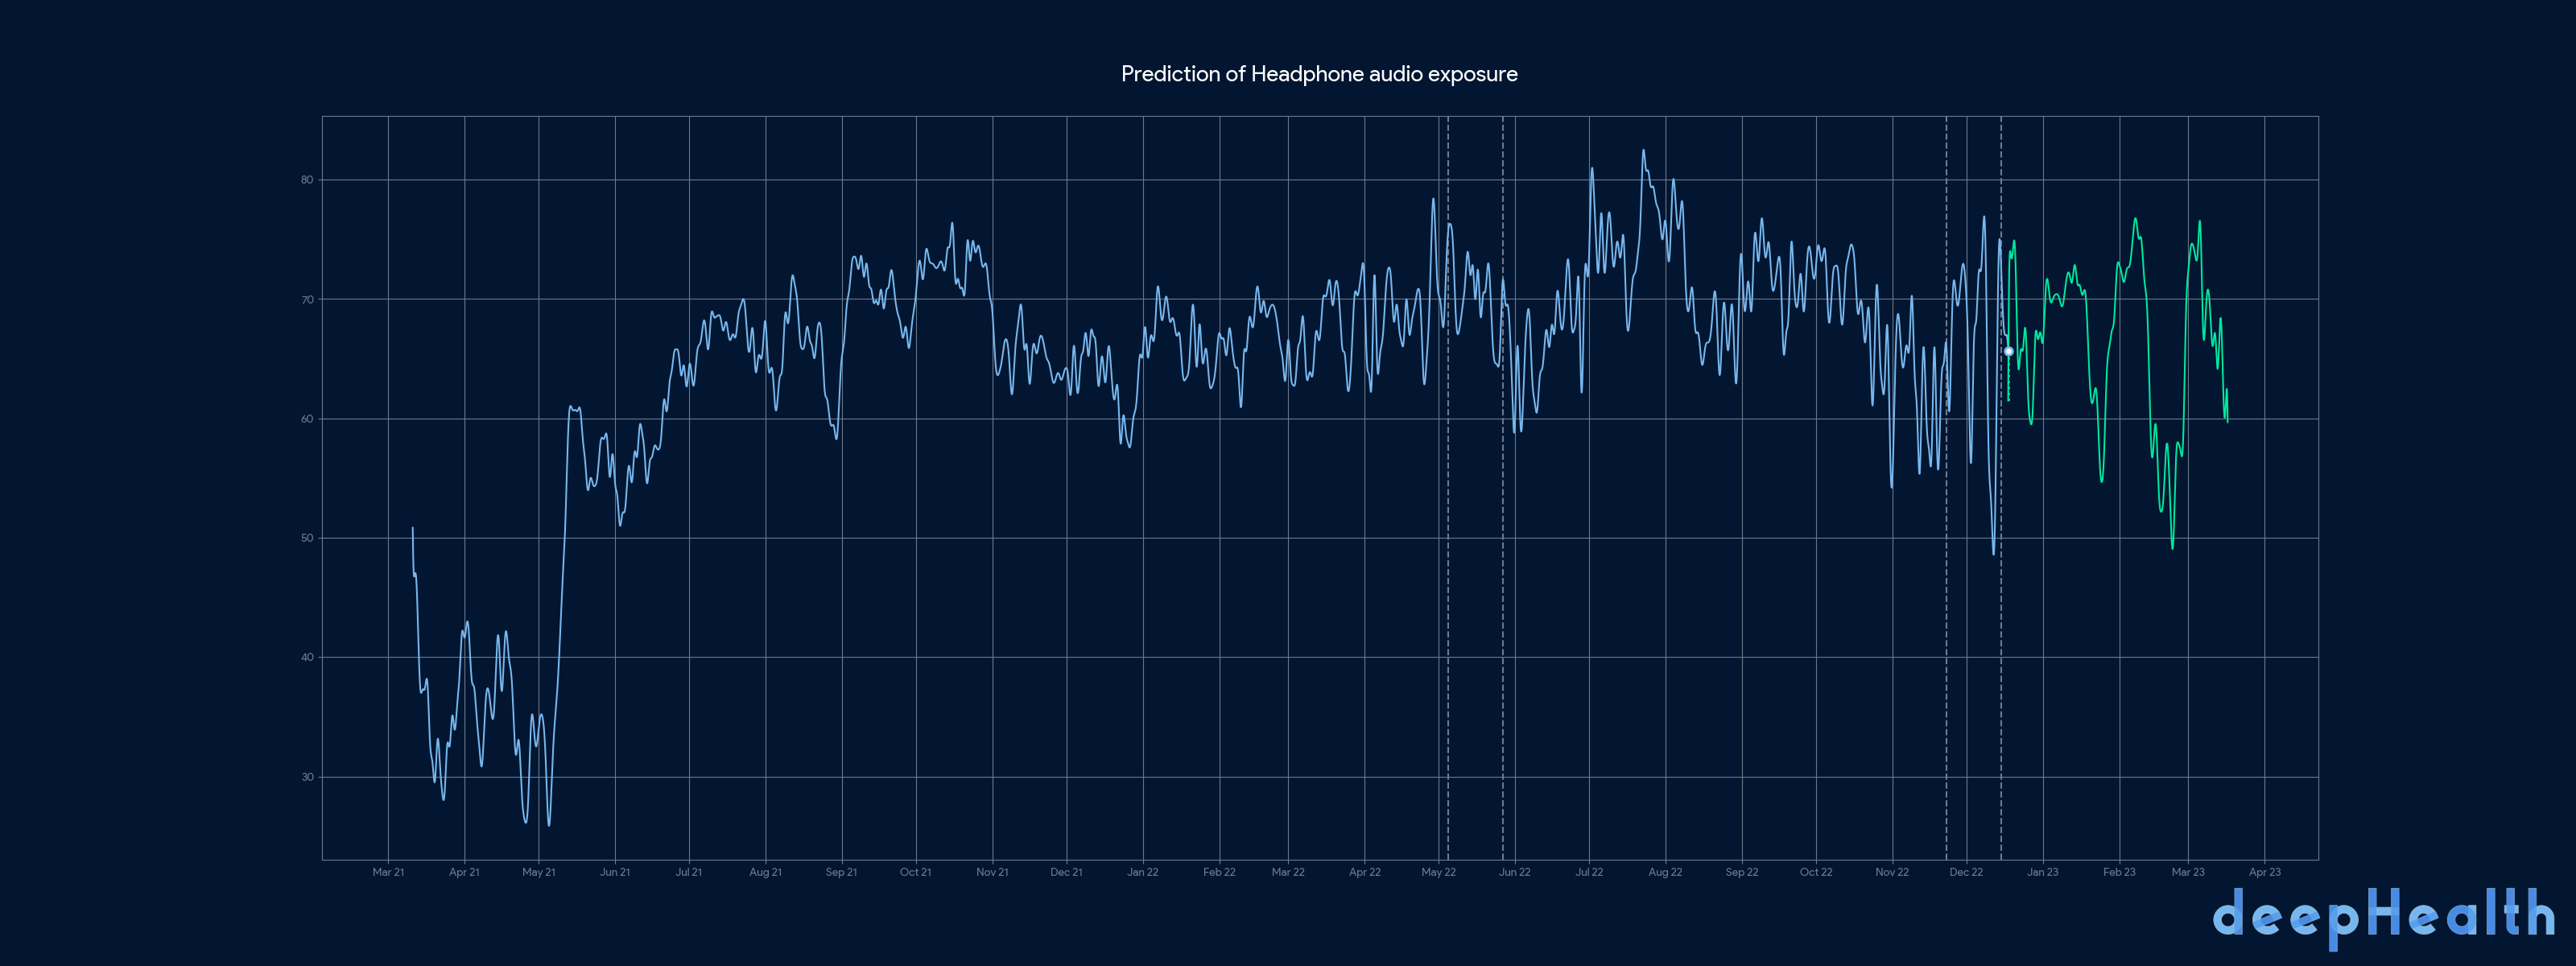 Prediction of Headphone audio exposure
80
70
60
50
40
30
Mar 21 Apr 21 May 21 Jun 21 Jul 21 Aug 21 Sep 21 Oct 21 Nov 21 Dec 21 Jan 22 Feb 22 Mar 22 Apr 22 May 22 Jun 22 Jul 22 Aug 22 Sep 22 Oct 22 Nov 22 Dec 22 Jan 23 Feb 23 Mar 23 Apr 23
deepHealth